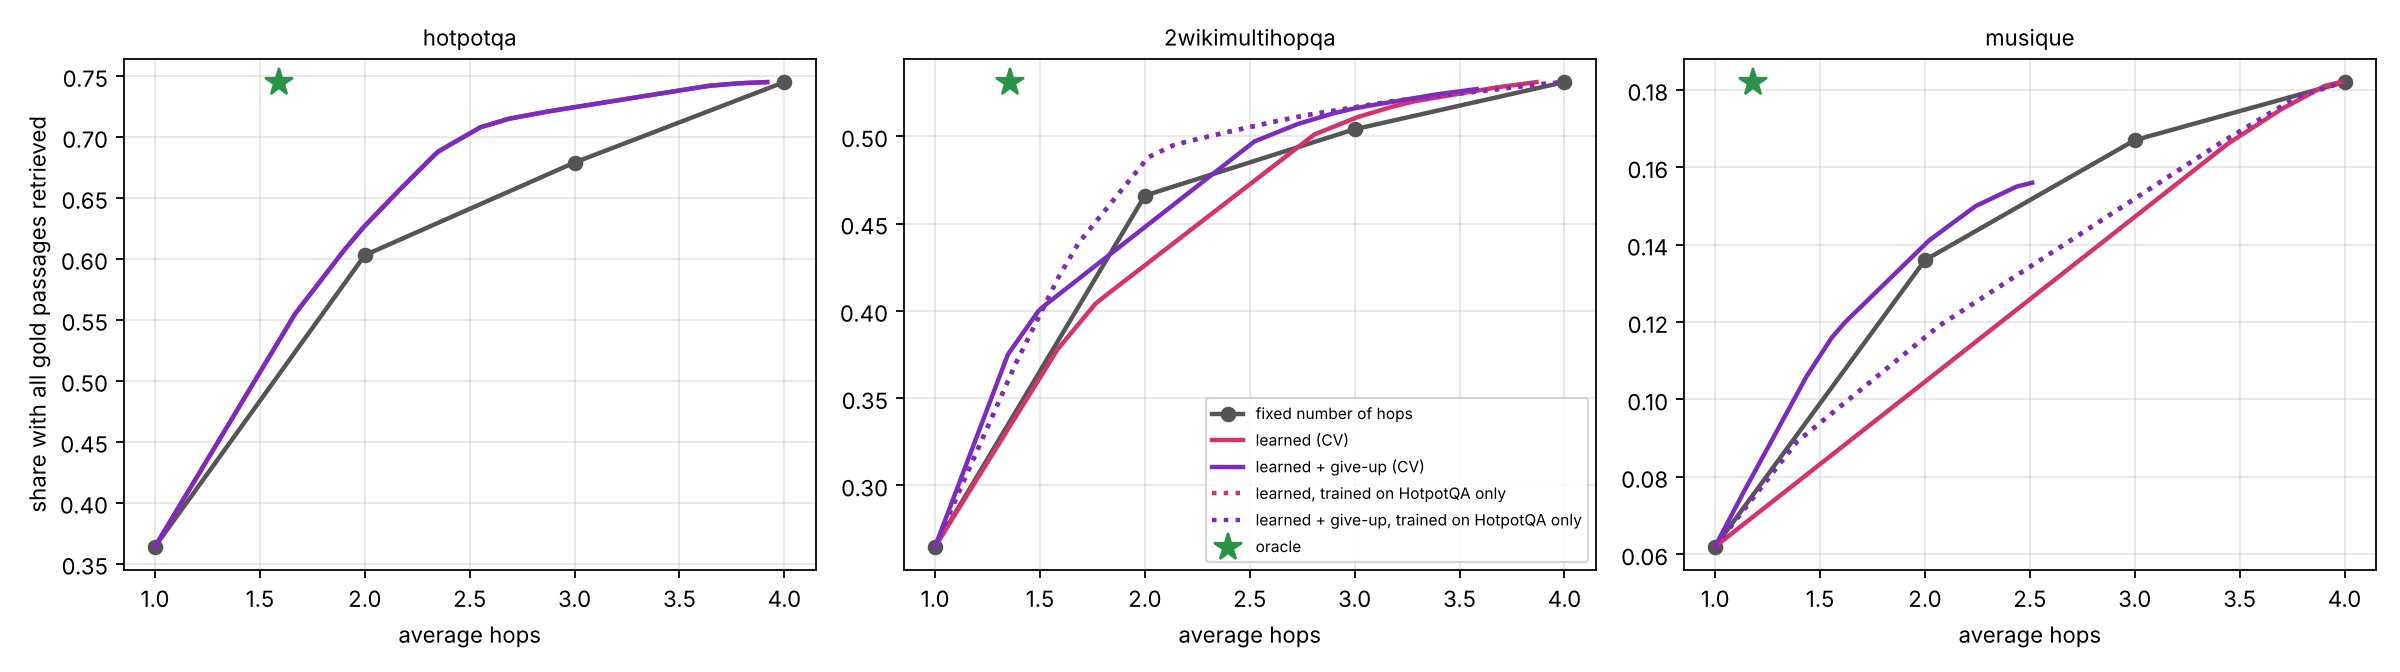 hotpotqa
share with all gold passages retrieved
0.75
0.70
0.65
0.60
0.55
0.50
0.45
0.40
0.35
1.0 1.5 2.0 2.5 3.0 3.5 4.0
average hops
2wikimultihopqa
0.50
0.45
0.40
0.35
0.30
fixed number of hops
learned (CV)
learned + give-up (CV)
learned, trained on HotpotQA only
learned + give-up, trained on HotpotQA only
oracle
1.0 1.5 2.0 2.5 3.0 3.5 4.0
average hops
musique
0.18
0.16
0.14
0.12
0.10
0.08
0.06
1.0 1.5 2.0 2.5 3.0 3.5 4.0
average hops